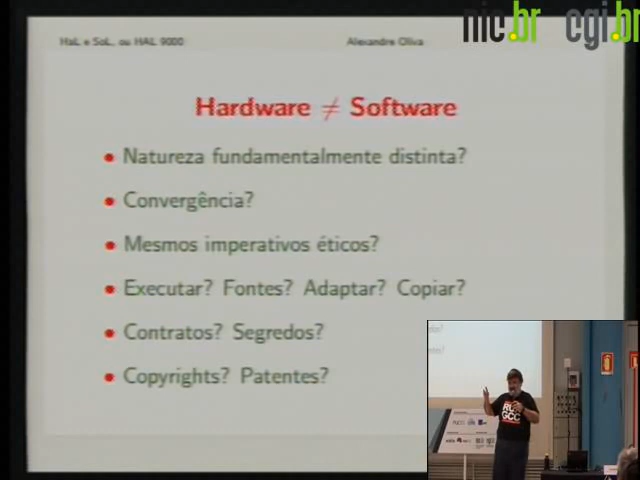 nic.br cgi.br
HaL e SoL, ou HAL 9000 Alexandre Oliva
Hardware ≠ Software
• Natureza fundamentalmente distinta?
• Convergência?
• Mesmos imperativos éticos?
• Executar? Fontes? Adaptar? Copiar?
• Contratos? Segredos?
• Copyrights? Patentes?
GCC